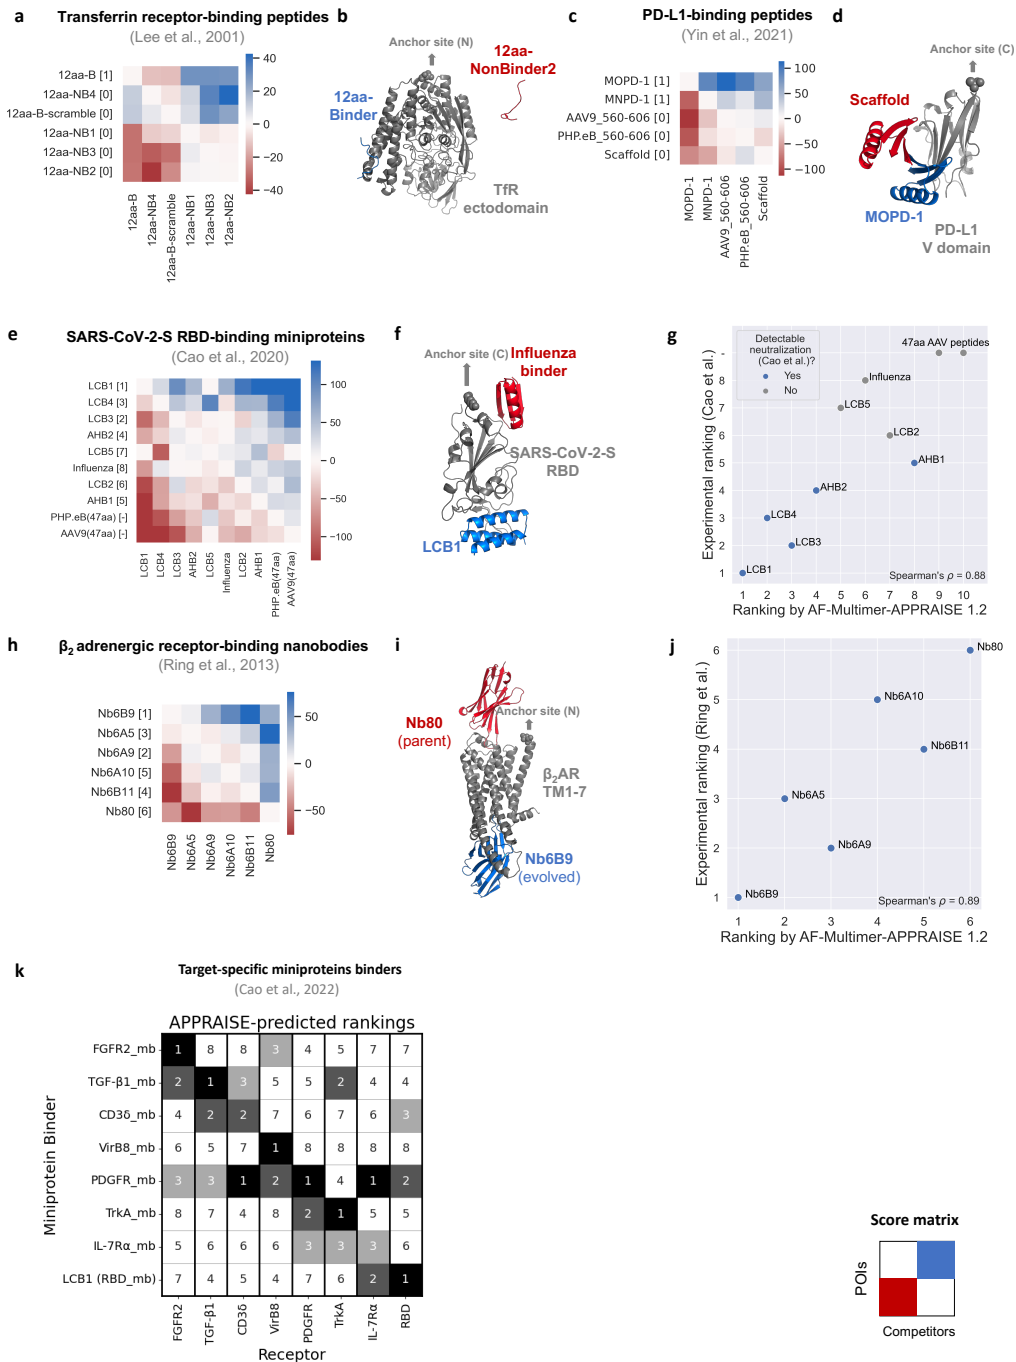 a
Transferrin receptor-binding peptides
(Lee et al., 2001)
12aa-B [1]
12aa-NB4 [0]
12aa-B-scramble [0]
12aa-NB1 [0]
12aa-NB3 [0]
12aa-NB2 [0]
40
20
0
−20
−40
12aa-B
12aa-NB4
12aa-B-scramble
12aa-NB1
12aa-NB3
12aa-NB2
b
Anchor site (N)
12aa-
NonBinder2
12aa-
Binder
TfR
ectodomain
c
PD-L1-binding peptides
(Yin et al., 2021)
MOPD-1 [1]
MNPD-1 [1]
AAV9_560-606 [0]
PHP.eB_560-606 [0]
Scaffold [0]
100
50
0
−50
−100
MOPD-1
MNPD-1
AAV9_560-606
PHP.eB_560-606
Scaffold
d
Anchor site (C)
Scaffold
MOPD-1
PD-L1
V domain
e
SARS-CoV-2-S RBD-binding miniproteins
(Cao et al., 2020)
LCB1 [1]
LCB4 [3]
LCB3 [2]
AHB2 [4]
LCB5 [7]
Influenza [8]
LCB2 [6]
AHB1 [5]
PHP.eB(47aa) [-]
AAV9(47aa) [-]
100
50
0
−50
−100
LCB1
LCB4
LCB3
AHB2
LCB5
Influenza
LCB2
AHB1
PHP.eB(47aa)
AAV9(47aa)
f
Anchor site (C)
Influenza
binder
SARS-CoV-2-S
RBD
LCB1
g
Detectable
neutralization
(Cao et al.)?
Yes
No
47aa AAV peptides
Influenza
LCB5
LCB2
AHB1
AHB2
LCB4
LCB3
LCB1
Spearman's ρ = 0.88
Experimental ranking (Cao et al.)
-
8
7
6
5
4
3
2
1
1 2 3 4 5 6 7 8 9 10
Ranking by AF-Multimer-APPRAISE 1.2
h
β2 adrenergic receptor-binding nanobodies
(Ring et al., 2013)
Nb6B9 [1]
Nb6A5 [3]
Nb6A9 [2]
Nb6A10 [5]
Nb6B11 [4]
Nb80 [6]
50
0
−50
Nb6B9
Nb6A5
Nb6A9
Nb6A10
Nb6B11
Nb80
i
Nb80
(parent)
Anchor site (N)
β2AR
TM1-7
Nb6B9
(evolved)
j
Nb80
Nb6A10
Nb6B11
Nb6A5
Nb6A9
Nb6B9
Spearman's ρ = 0.89
Experimental ranking (Ring et al.)
6
5
4
3
2
1
1 2 3 4 5 6
Ranking by AF-Multimer-APPRAISE 1.2
k
Target-specific miniproteins binders
(Cao et al., 2022)
APPRAISE-predicted rankings
Miniprotein Binder
FGFR2_mb 1 8 8 3 4 5 7 7
TGF-β1_mb 2 1 3 5 5 2 4 4
CD3δ_mb 4 2 2 7 6 7 6 3
VirB8_mb 6 5 7 1 8 8 8 8
PDGFR_mb 3 3 1 2 1 4 1 2
TrkA_mb 8 7 4 8 2 1 5 5
IL-7Rα_mb 5 6 6 6 3 3 3 6
LCB1 (RBD_mb) 7 4 5 4 7 6 2 1
FGFR2
TGF-β1
CD3δ
VirB8
PDGFR
TrkA
IL-7Rα
RBD
Receptor
Score matrix
POIs
Competitors